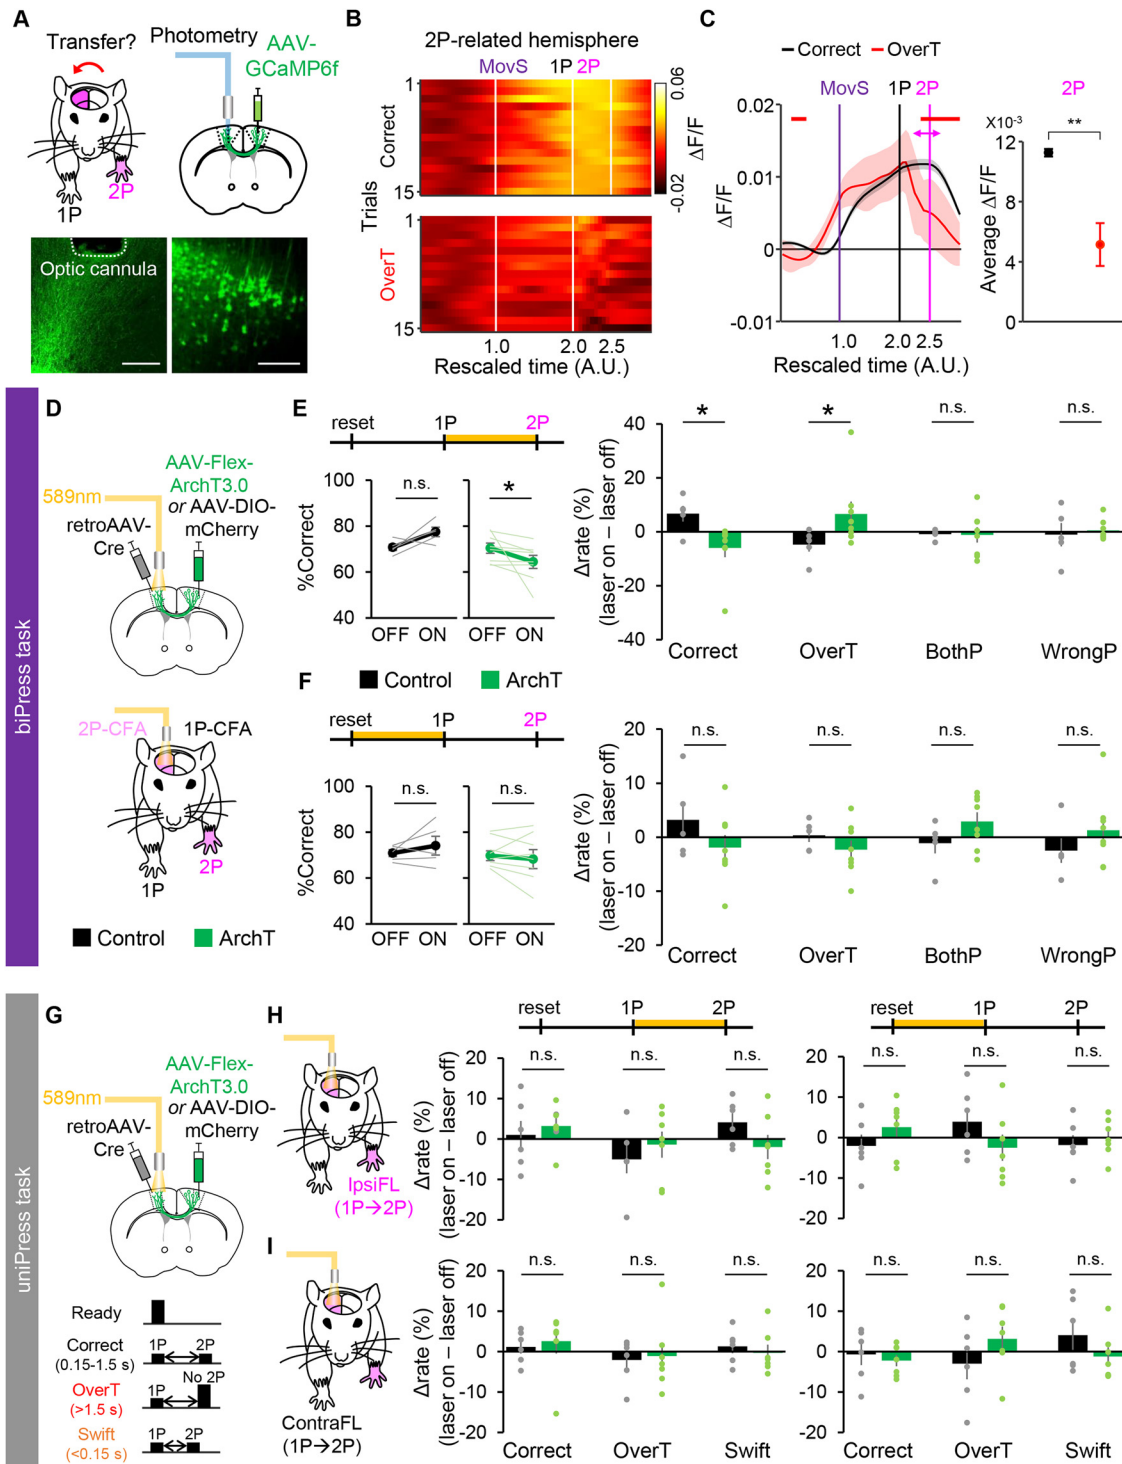 A
Transfer?
Photometry
AAV-
GCaMP6f
1P
2P
Optic cannula
B
2P-related hemisphere
MovS 1P 2P
Trials
Correct
1
15
OverT
1
15
1.0 2.0 2.5
Rescaled time (A.U.)
0.06
ΔF/F
-0.02
C
Correct OverT
MovS 1P 2P
ΔF/F
0.02
0.01
0
-0.01
1.0 2.0 2.5
Rescaled time (A.U.)
2P
X10-3
**
Average ΔF/F
12
8
4
0
biPress task
D
AAV-Flex-
ArchT3.0
589nm
or AAV-DIO-
retroAAV-
mCherry
Cre
2P-CFA 1P-CFA
1P
2P
Control ArchT
E
reset 1P 2P
%Correct
100
80
60
40
n.s.
*
OFF ON OFF ON
Control ArchT
Δrate (%)
(laser on – laser off)
40
20
0
-20
-40
* * n.s. n.s.
Correct OverT BothP WrongP
F
reset 1P 2P
%Correct
100
80
60
40
n.s. n.s.
OFF ON OFF ON
Δrate (%)
(laser on – laser off)
20
10
0
-10
-20
n.s. n.s. n.s. n.s.
Correct OverT BothP WrongP
uniPress task
G
AAV-Flex-
ArchT3.0
589nm
or AAV-DIO-
retroAAV-
mCherry
Cre
Ready
Correct
(0.15-1.5 s)
1P 2P
OverT
(>1.5 s)
1P No 2P
Swift
(<0.15 s)
1P 2P
H
IpsiFL
(1P→2P)
reset 1P 2P
Δrate (%)
(laser on – laser off)
20
10
0
-10
-20
n.s. n.s. n.s.
reset 1P 2P
20
10
0
-10
-20
n.s. n.s. n.s.
I
ContraFL
(1P→2P)
Δrate (%)
(laser on – laser off)
20
10
0
-10
-20
n.s. n.s. n.s.
Correct OverT Swift
20
10
0
-10
-20
n.s. n.s. n.s.
Correct OverT Swift